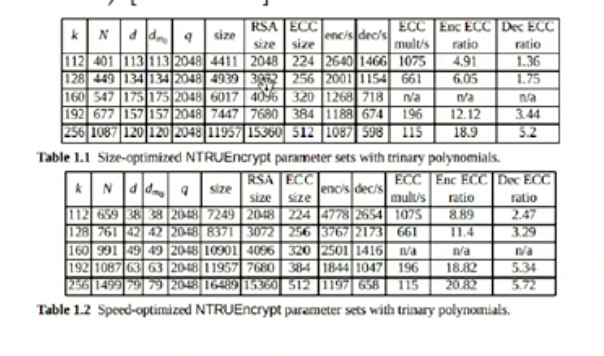 k N d d_m0 q size RSA size ECC size enc/s dec/s ECC mult/s Enc ECC ratio Dec ECC ratio
112 401 113 113 2048 4411 2048 224 2640 1466 1075 4.91 1.36
128 449 134 134 2048 4939 3072 256 2001 1154 661 6.05 1.75
160 547 175 175 2048 6017 4096 320 1268 718 n/a n/a n/a
192 677 157 157 2048 7447 7680 384 1188 674 196 12.12 3.44
256 1087 120 120 2048 11957 15360 512 1087 598 115 18.9 5.2
Table 1.1 Size-optimized NTRUEncrypt parameter sets with trinary polynomials.
k N d d_m0 q size RSA size ECC size enc/s dec/s ECC mult/s Enc ECC ratio Dec ECC ratio
112 659 38 38 2048 7249 2048 224 4778 2654 1075 8.89 2.47
128 761 42 42 2048 8371 3072 256 3767 2173 661 11.4 3.29
160 991 49 49 2048 10901 4096 320 2501 1416 n/a n/a n/a
192 1087 63 63 2048 11957 7680 384 1844 1047 196 18.82 5.34
256 1499 79 79 2048 16489 15360 512 1197 658 115 20.82 5.72
Table 1.2 Speed-optimized NTRUEncrypt parameter sets with trinary polynomials.